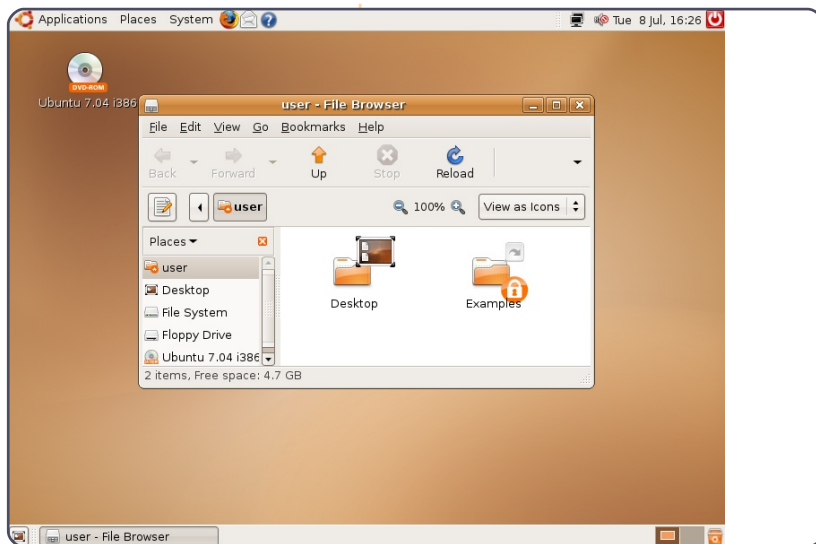 Applications Places System Tue 8 Jul, 16:26
DVD-ROM
Ubuntu 7.04 i386
user - File Browser
File Edit View Go Bookmarks Help
Back Forward Up Stop Reload
user 100% View as Icons
Places
user
Desktop
File System
Floppy Drive
Ubuntu 7.04 i386
Desktop
Examples
2 items, Free space: 4.7 GB
user - File Browser